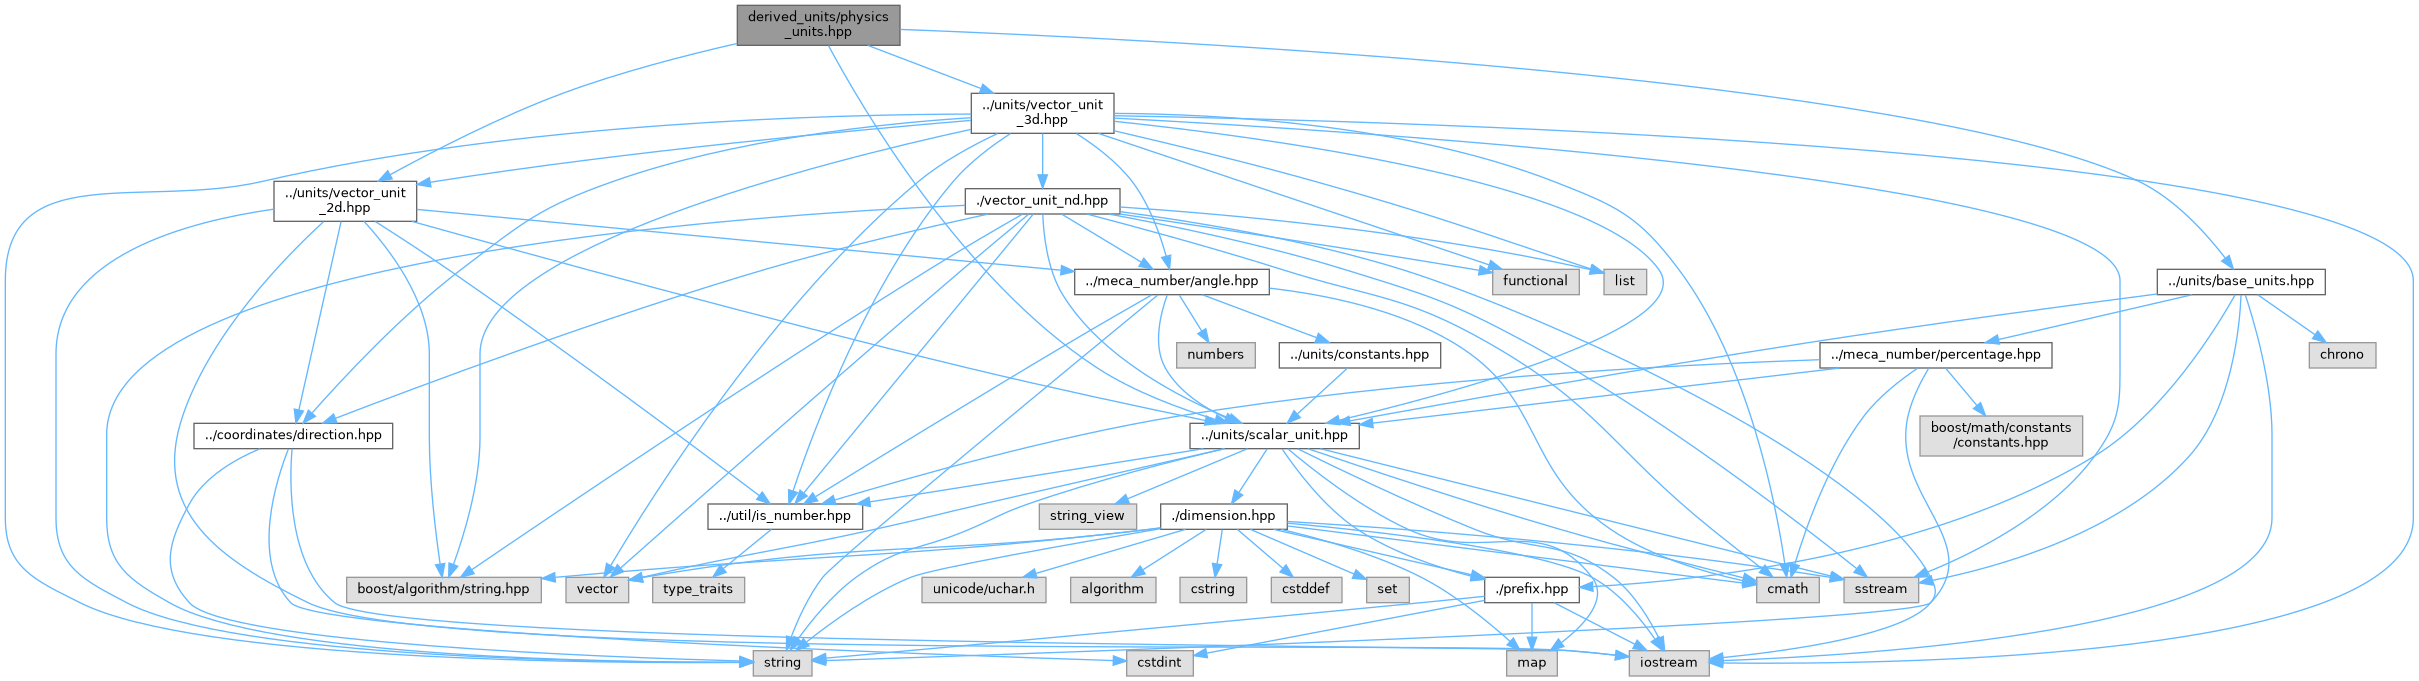 derived_units/physics
_units.hpp
../units/vector_unit
_3d.hpp
../units/vector_unit
_2d.hpp
./vector_unit_nd.hpp
../meca_number/angle.hpp
functional
list
../units/base_units.hpp
numbers
../units/constants.hpp
../meca_number/percentage.hpp
chrono
../coordinates/direction.hpp
../units/scalar_unit.hpp
boost/math/constants
/constants.hpp
../util/is_number.hpp
string_view
./dimension.hpp
boost/algorithm/string.hpp
vector
type_traits
unicode/uchar.h
algorithm
cstring
cstddef
set
./prefix.hpp
cmath
sstream
string
cstdint
map
iostream